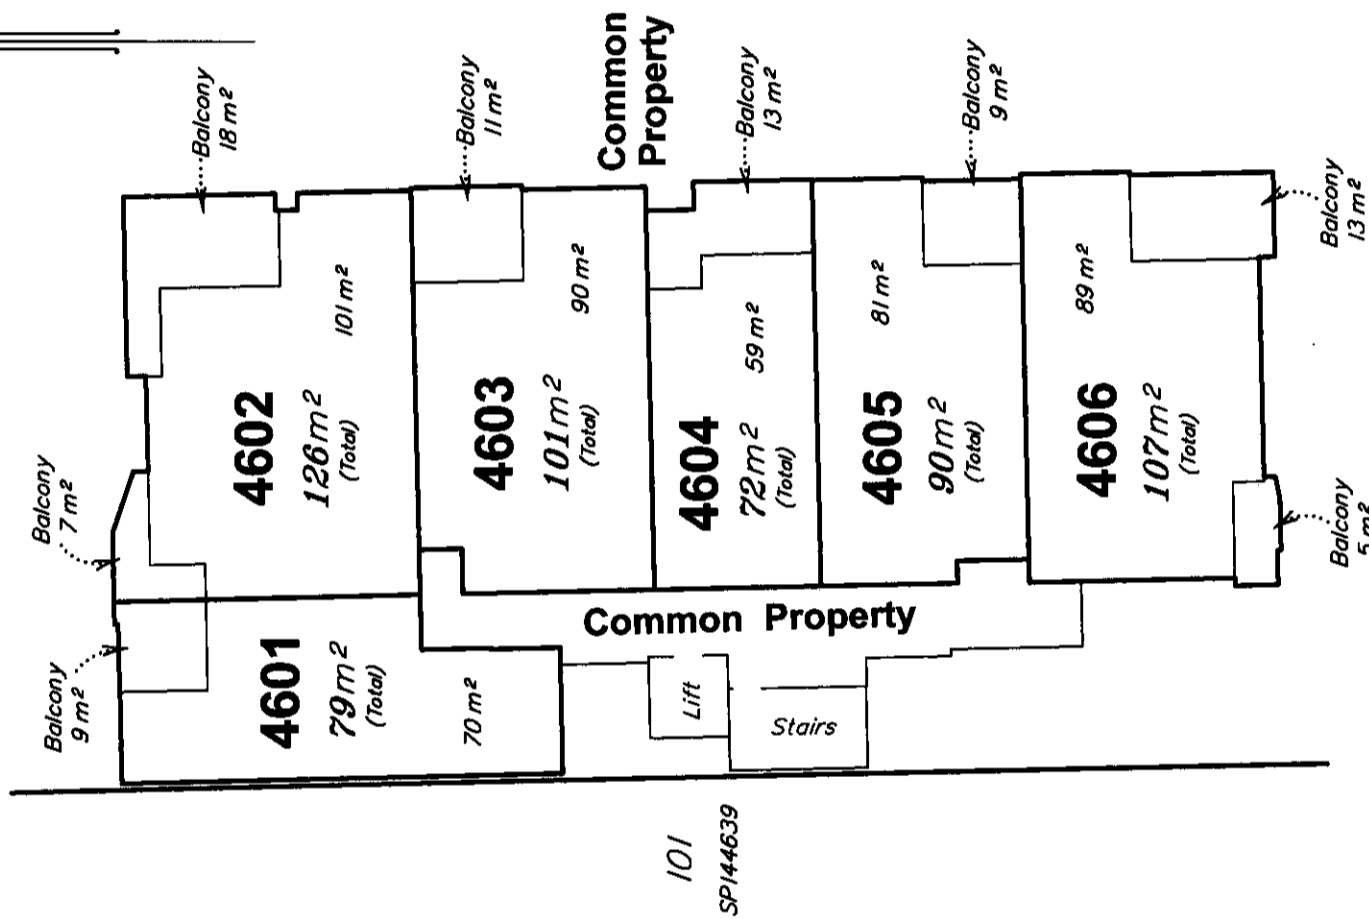 Balcony
18 m²
Balcony
11 m²
Common
Property
Balcony
13 m²
Balcony
9 m²
Balcony
13 m²
Balcony
7 m²
Balcony
9 m²
Balcony
5 m²
4602
126m²
(Total)
101 m²
4603
101m²
(Total)
90 m²
4604
72m²
(Total)
59 m²
4605
90m²
(Total)
81 m²
4606
107m²
(Total)
89 m²
4601
79m²
(Total)
70 m²
Common Property
Lift
Stairs
101
SP144639